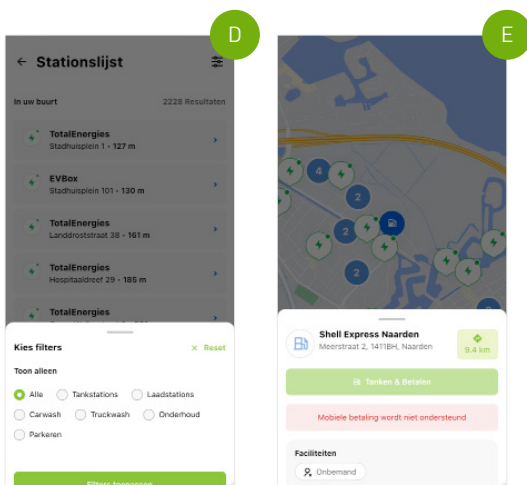 D
Stationslijst
In uw buurt
2228 Resultaten
TotalEnergies
Stadhuisplein 1 • 127 m
EVBox
Stadhuisplein 101 • 130 m
TotalEnergies
Landdroststraat 38 • 161 m
TotalEnergies
Hospitaaldreef 29 • 185 m
TotalEnergies
Kies filters
× Reset
Toon alleen
Alle
Tankstations
Laadstations
Carwash
Truckwash
Onderhoud
Parkeren
Filters toepassen
E
4
2
2
2
Shell Express Naarden
Meerstraat 2, 1411BH, Naarden
9.4 km
Tanken & Betalen
Mobiele betaling wordt niet ondersteund
Faciliteiten
Onbemand